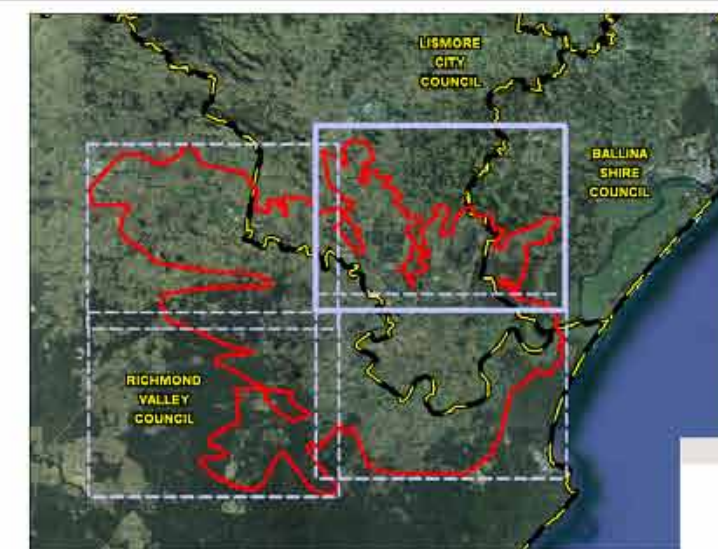 LISMORE
CITY
COUNCIL
BALLINA
SHIRE
COUNCIL
RICHMOND
VALLEY
COUNCIL